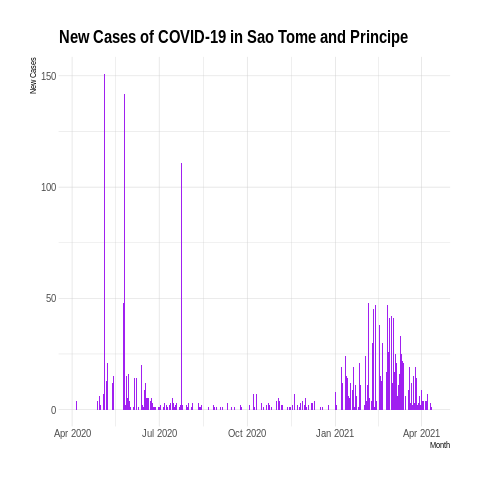 New Cases of COVID-19 in Sao Tome and Principe
New Cases
150
100
50
0
Apr 2020 Jul 2020 Oct 2020 Jan 2021 Apr 2021
Month